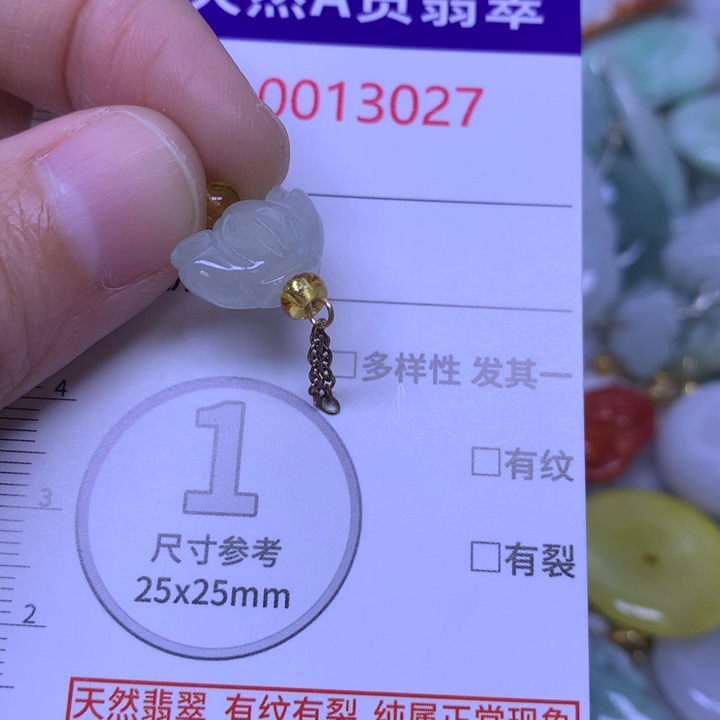 天然A货翡翠
0013027
□多样性 发其一
□有纹
□有裂
4
3
2
1
尺寸参考
25x25mm
天然翡翠 有纹有裂 纯属正常现象